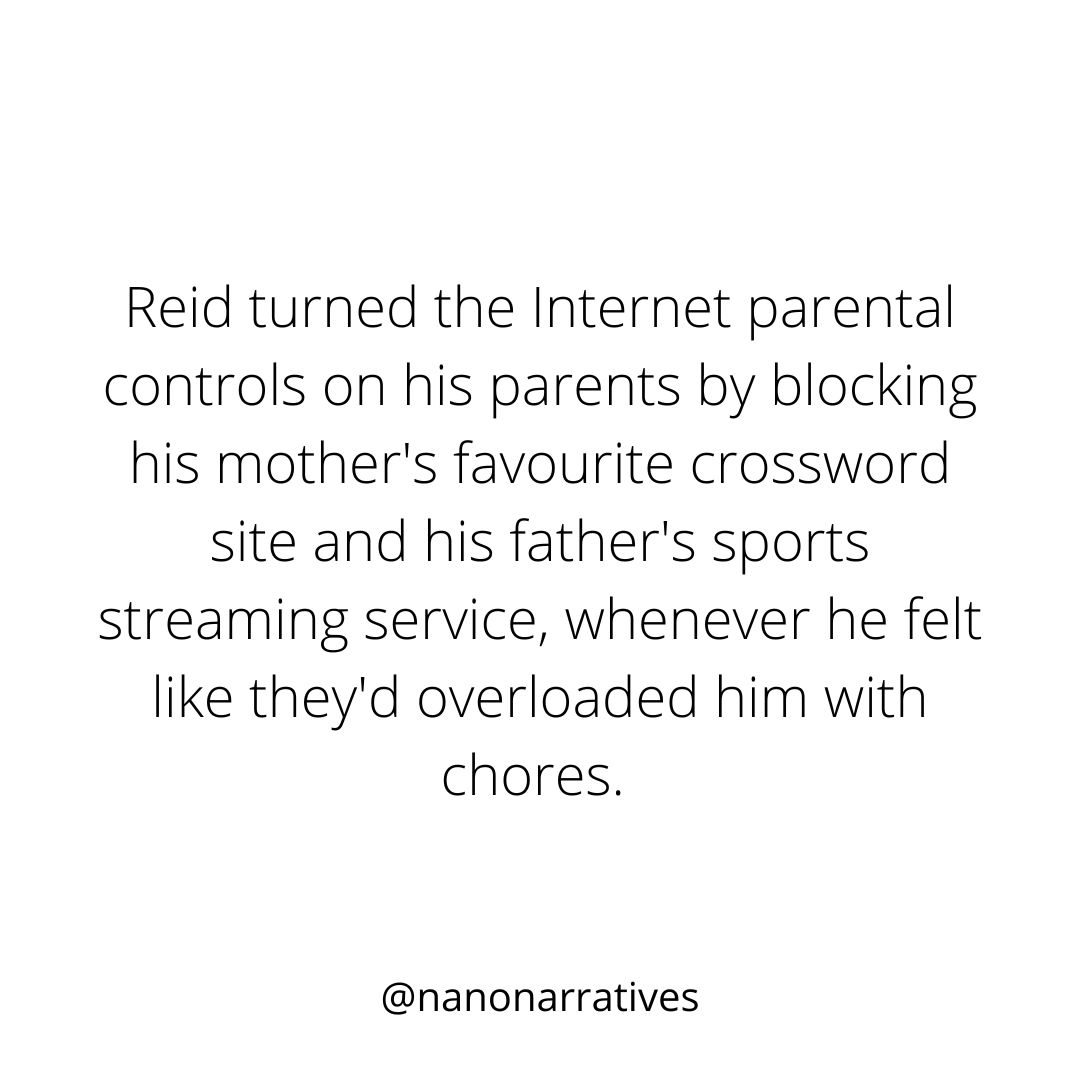 Reid turned the Internet parental
controls on his parents by blocking
his mother's favourite crossword
site and his father's sports
streaming service, whenever he felt
like they'd overloaded him with
chores.
@nanonarratives